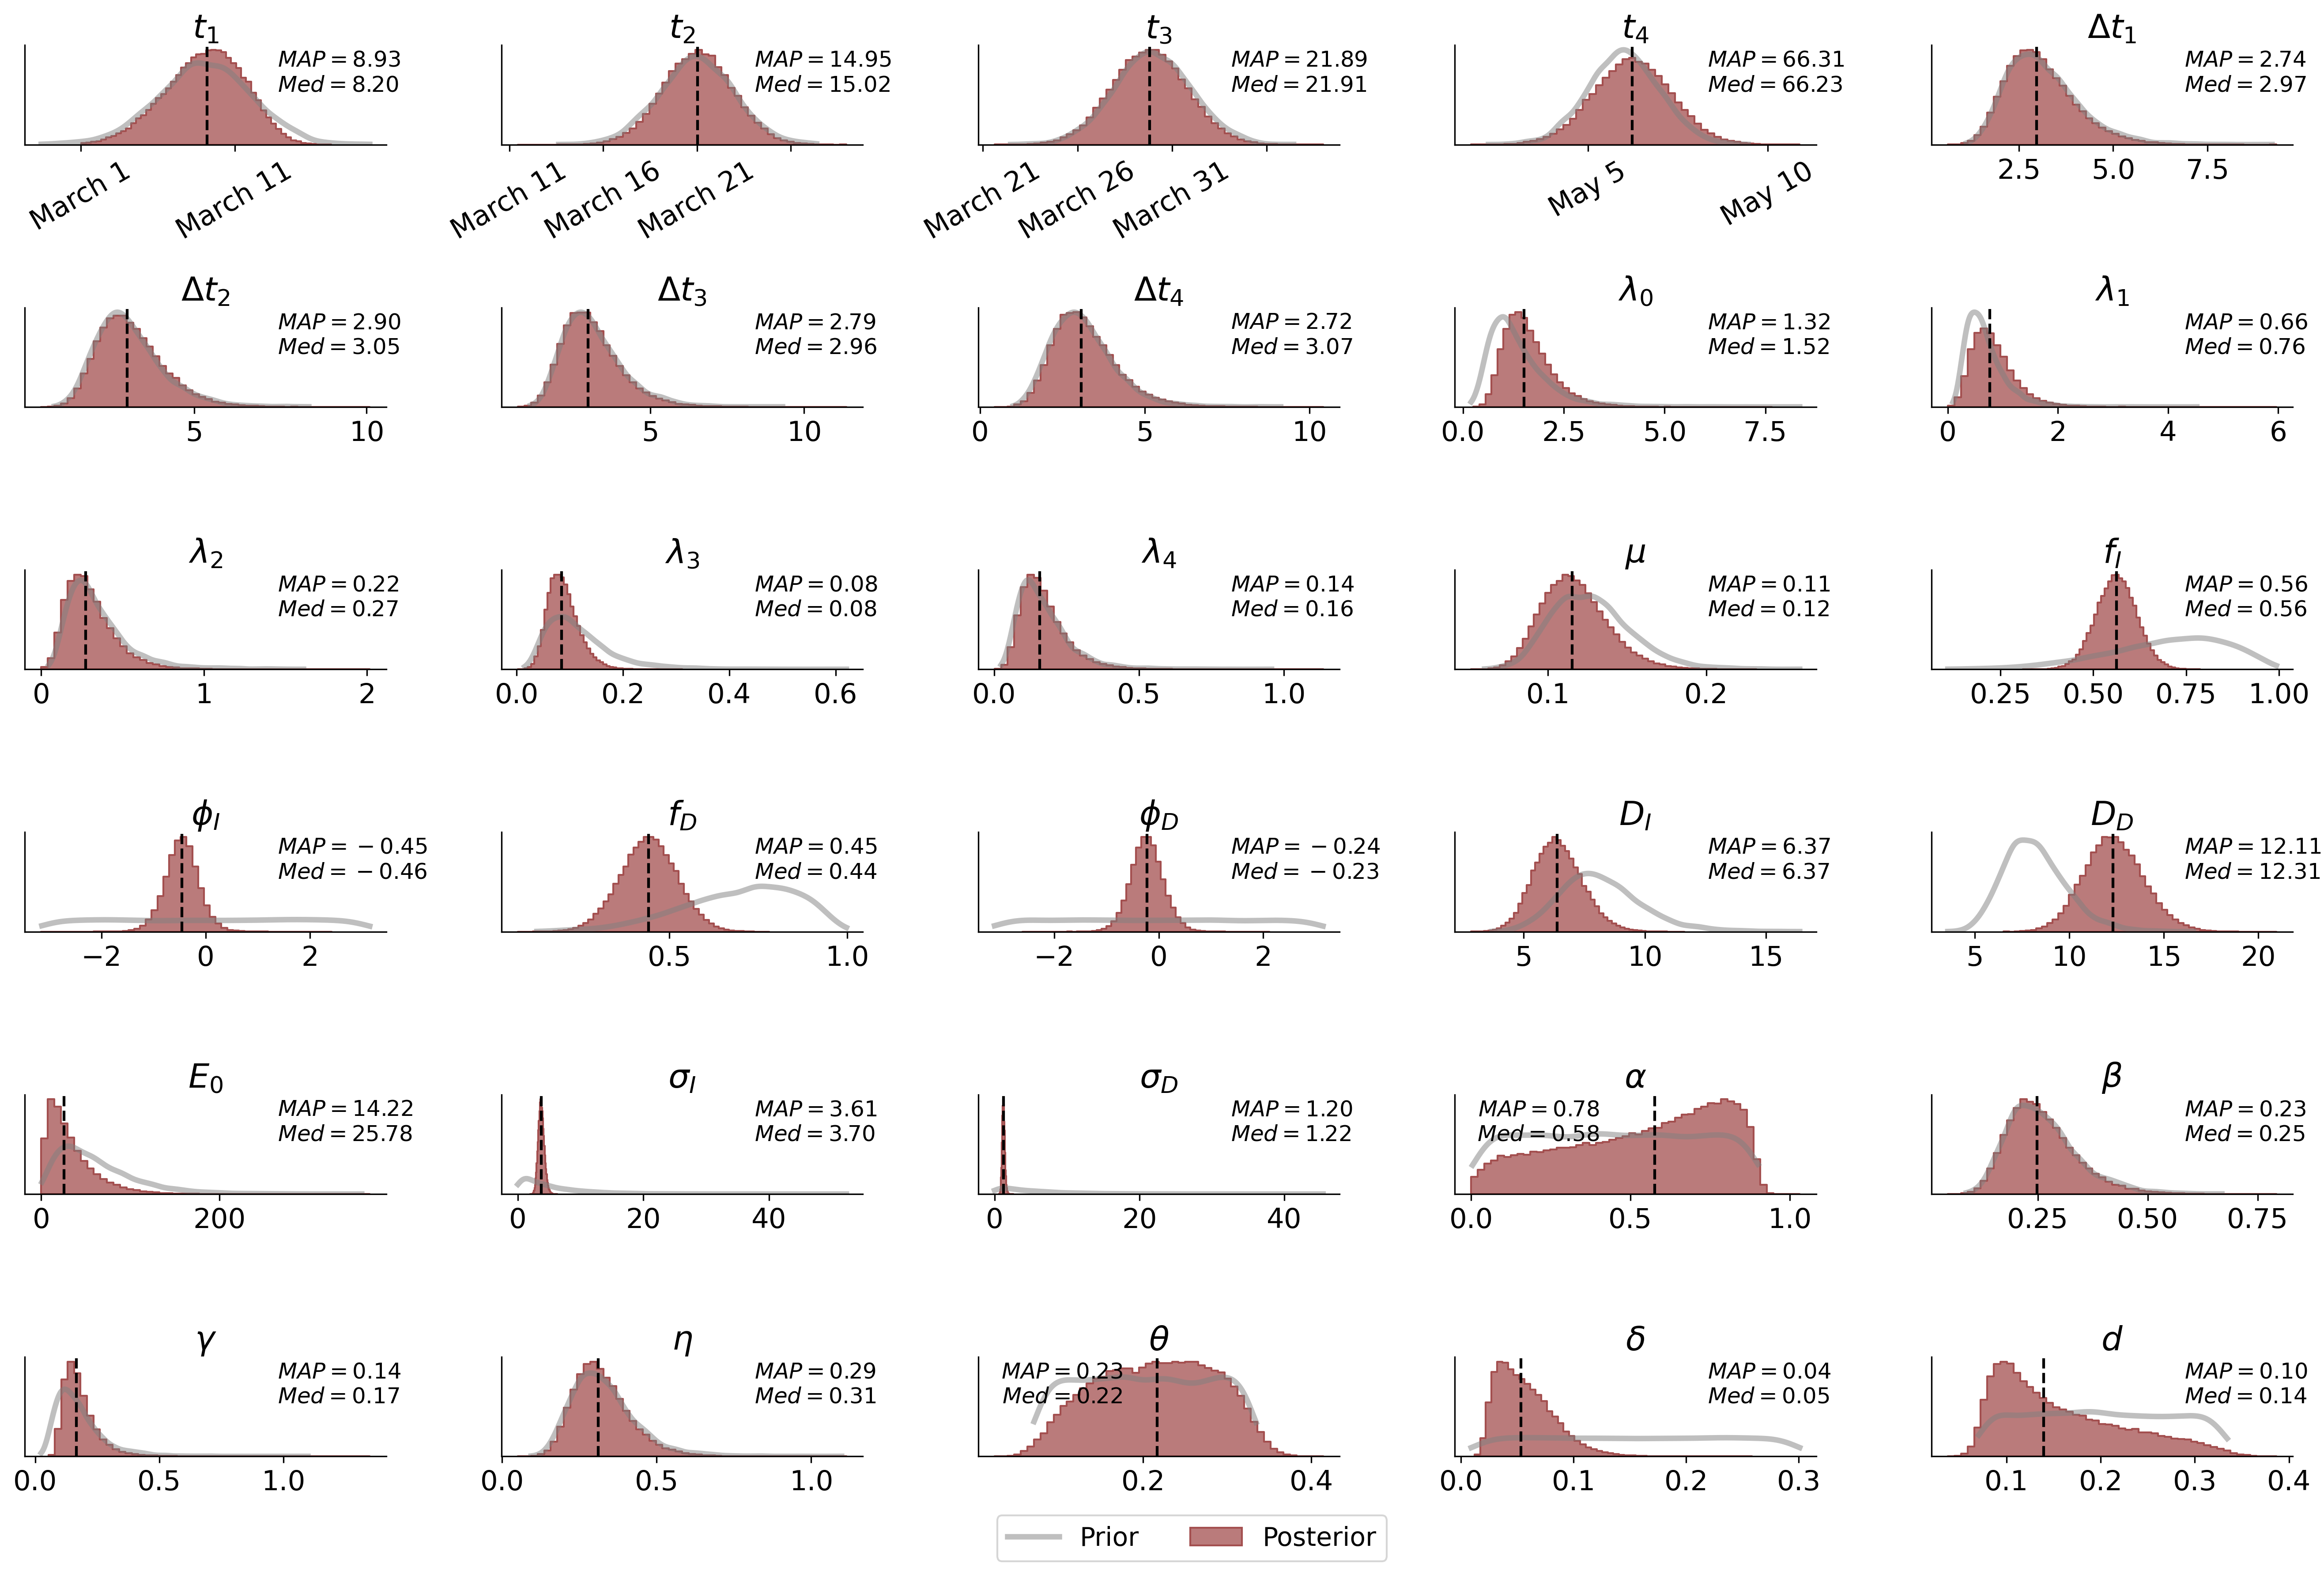 t₁ t₂ t₃ t₄ Δt₁
MAP = 8.93 MAP = 14.95 MAP = 21.89 MAP = 66.31 MAP = 2.74
Med = 8.20 Med = 15.02 Med = 21.91 Med = 66.23 Med = 2.97
2.5 5.0 7.5
March 1 March 11 March 11 March 16 March 21 March 21 March 26 March 31 May 5 May 10
Δt₂ Δt₃ Δt₄ λ₀ λ₁
MAP = 2.90 MAP = 2.79 MAP = 2.72 MAP = 1.32 MAP = 0.66
Med = 3.05 Med = 2.96 Med = 3.07 Med = 1.52 Med = 0.76
5 10 5 10 0 5 10 0.0 2.5 5.0 7.5 0 2 4 6
λ₂ λ₃ λ₄ μ f_I
MAP = 0.22 MAP = 0.08 MAP = 0.14 MAP = 0.11 MAP = 0.56
Med = 0.27 Med = 0.08 Med = 0.16 Med = 0.12 Med = 0.56
0 1 2 0.0 0.2 0.4 0.6 0.0 0.5 1.0 0.1 0.2 0.25 0.50 0.75 1.00
ϕ_I f_D ϕ_D D_I D_D
MAP = −0.45 MAP = 0.45 MAP = −0.24 MAP = 6.37 MAP = 12.11
Med = −0.46 Med = 0.44 Med = −0.23 Med = 6.37 Med = 12.31
−2 0 2 0.5 1.0 −2 0 2 5 10 15 5 10 15 20
E₀ σ_I σ_D α β
MAP = 14.22 MAP = 3.61 MAP = 1.20 MAP = 0.78 MAP = 0.23
Med = 25.78 Med = 3.70 Med = 1.22 Med = 0.58 Med = 0.25
0 200 0 20 40 0 20 40 0.0 0.5 1.0 0.25 0.50 0.75
γ η θ δ d
MAP = 0.14 MAP = 0.29 MAP = 0.23 MAP = 0.04 MAP = 0.10
Med = 0.17 Med = 0.31 Med = 0.22 Med = 0.05 Med = 0.14
0.0 0.5 1.0 0.0 0.5 1.0 0.2 0.4 0.0 0.1 0.2 0.3 0.1 0.2 0.3 0.4
Prior Posterior